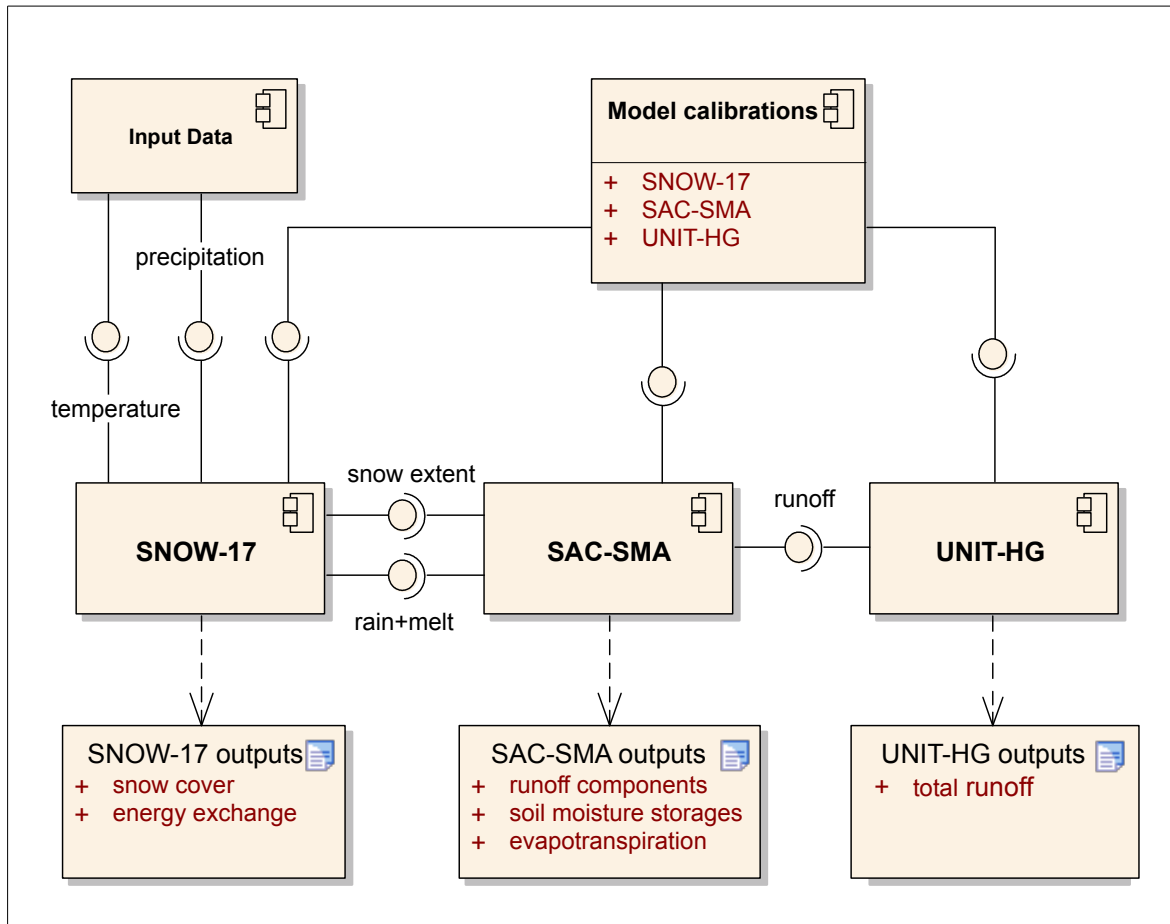 Input Data
Model calibrations
+ SNOW-17
+ SAC-SMA
+ UNIT-HG
precipitation
temperature
snow extent
runoff
SNOW-17
SAC-SMA
UNIT-HG
rain+melt
SNOW-17 outputs
+ snow cover
+ energy exchange
SAC-SMA outputs
+ runoff components
+ soil moisture storages
+ evapotranspiration
UNIT-HG outputs
+ total runoff